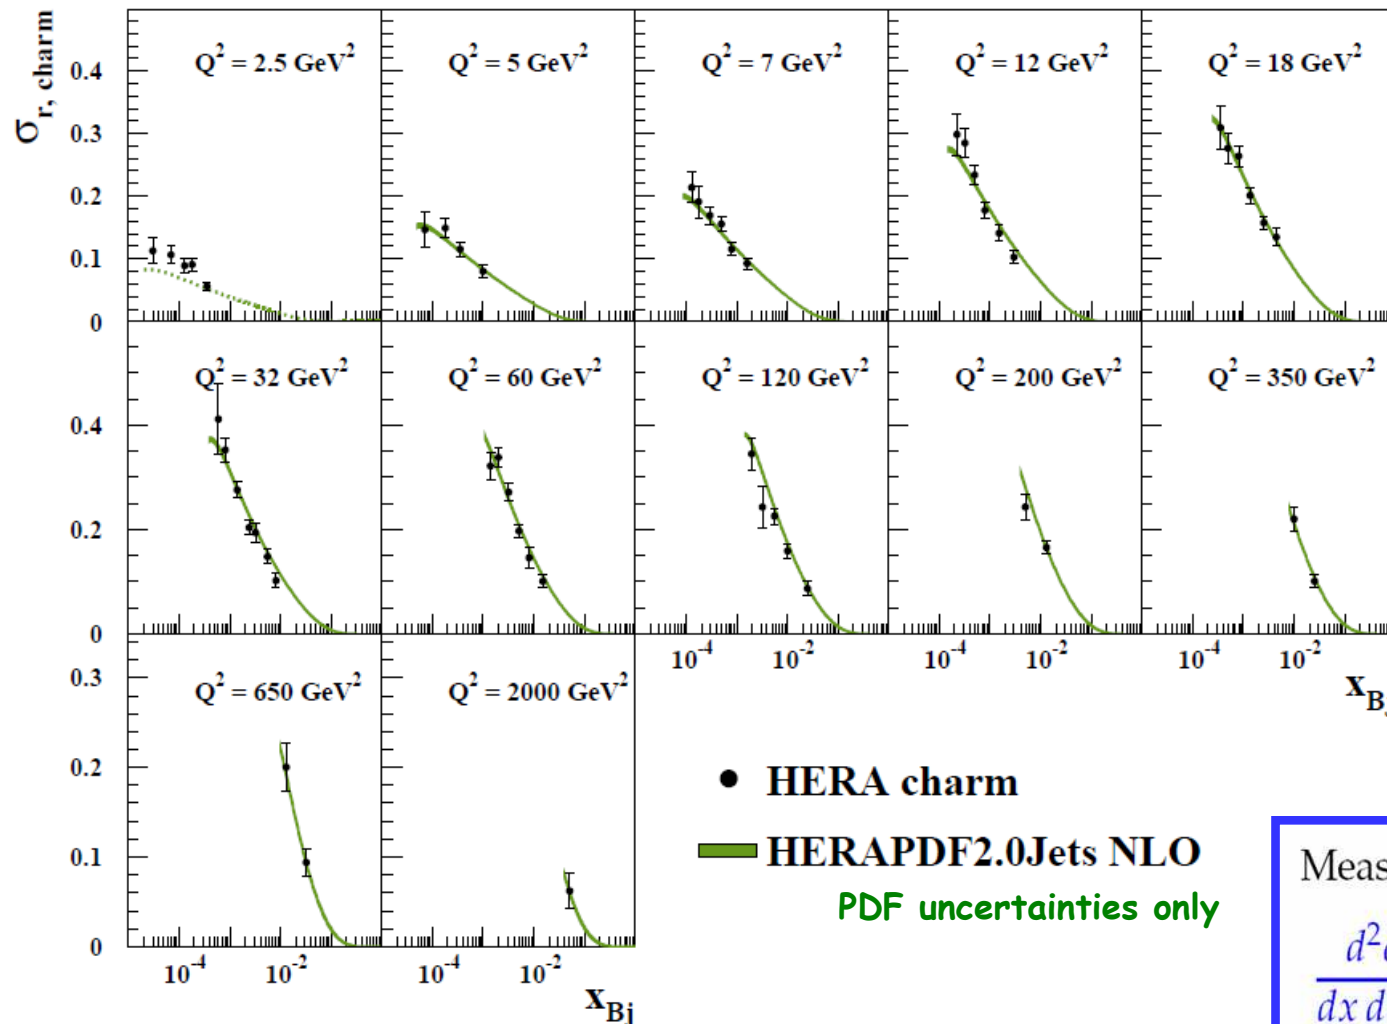 σr, charm
Q² = 2.5 GeV²
Q² = 5 GeV²
Q² = 7 GeV²
Q² = 12 GeV²
Q² = 18 GeV²
0.4
0.3
0.2
0.1
0
Q² = 32 GeV²
Q² = 60 GeV²
Q² = 120 GeV²
Q² = 200 GeV²
Q² = 350 GeV²
0.4
0.2
0
10⁻⁴ 10⁻² 10⁻⁴ 10⁻² 10⁻⁴ 10⁻²
xB
Q² = 650 GeV²
Q² = 2000 GeV²
0.3
0.2
0.1
0
10⁻⁴ 10⁻² 10⁻⁴ 10⁻²
xBj
HERA charm
HERAPDF2.0Jets NLO
PDF uncertainties only
Meas
d²
dx d